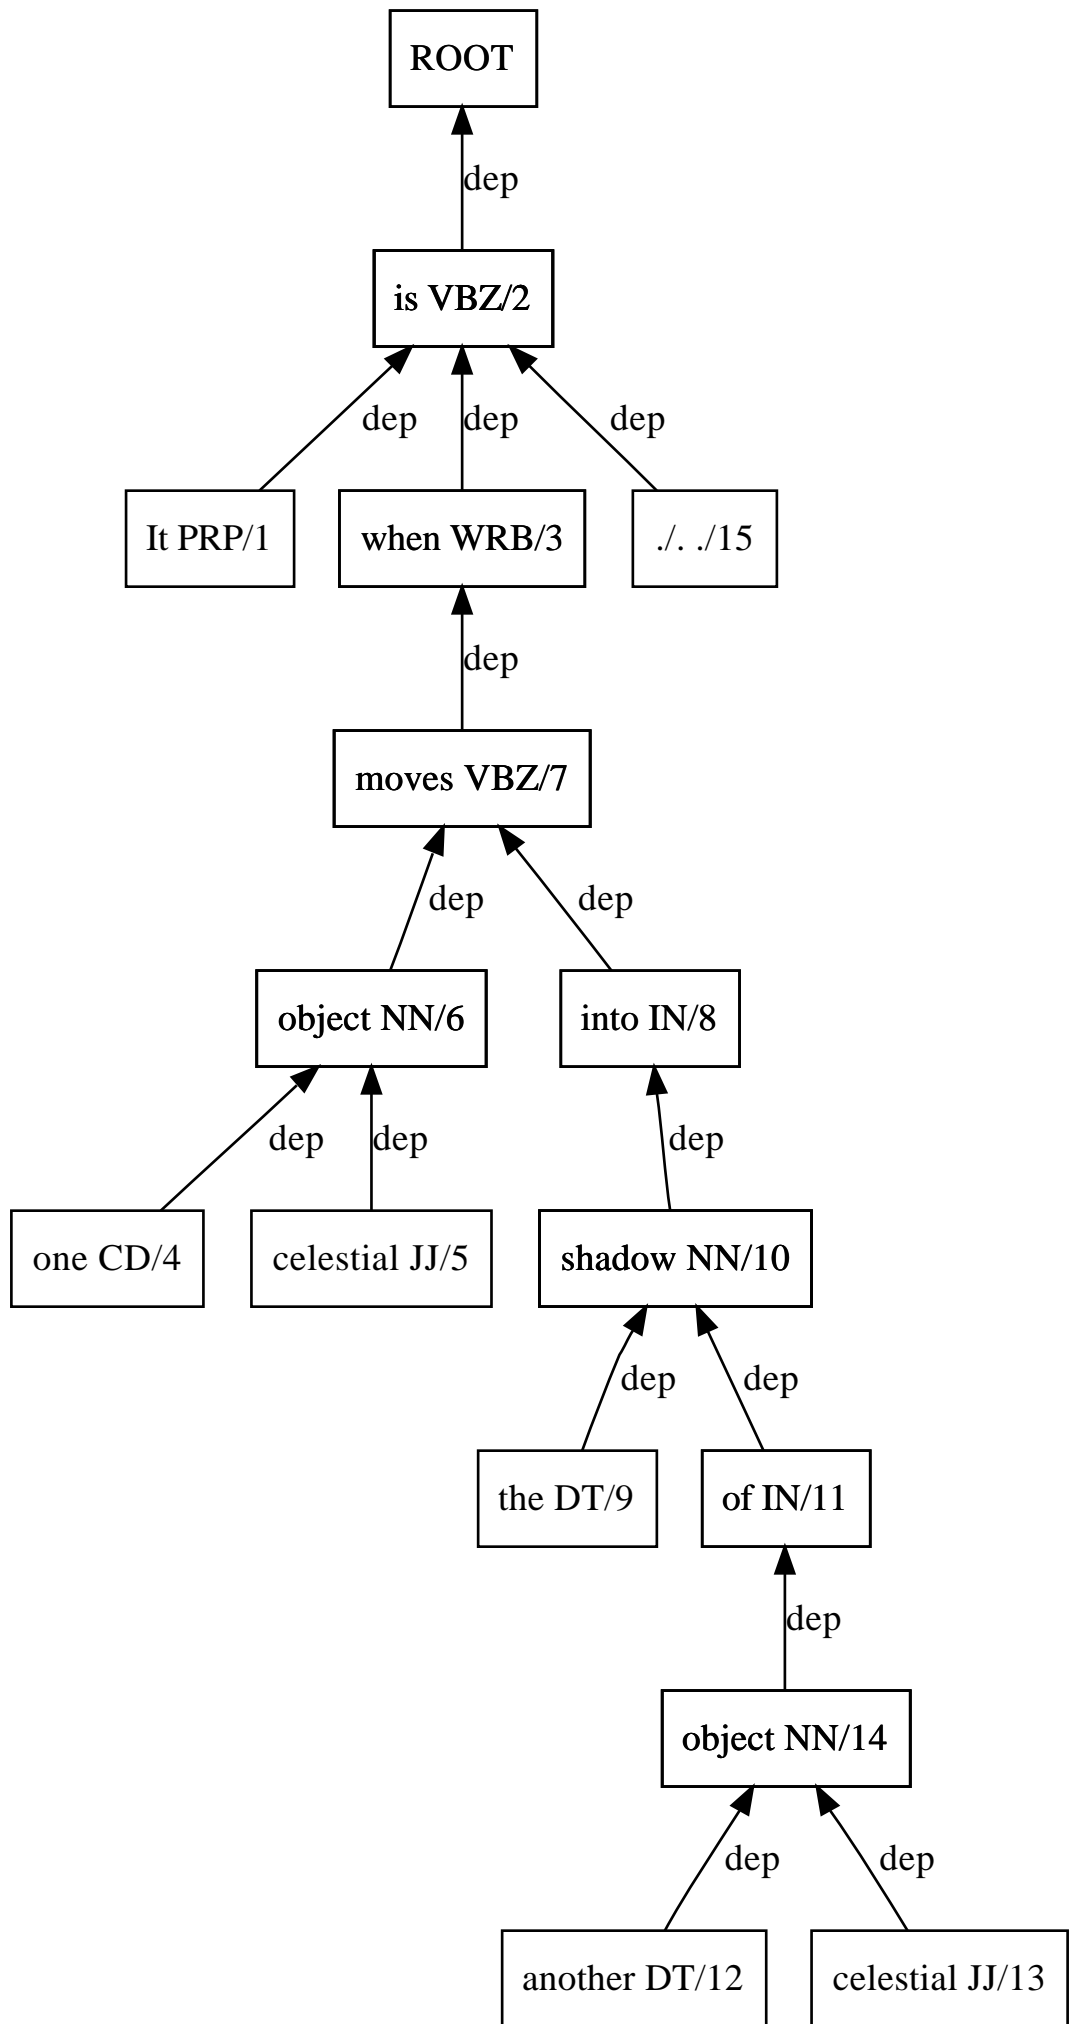 ROOT
dep
is VBZ/2
dep dep dep
It PRP/1 when WRB/3 ./. ./15
dep
moves VBZ/7
dep dep
object NN/6 into IN/8
dep dep dep
one CD/4 celestial JJ/5 shadow NN/10
dep dep
the DT/9 of IN/11
dep
object NN/14
dep dep
another DT/12 celestial JJ/13